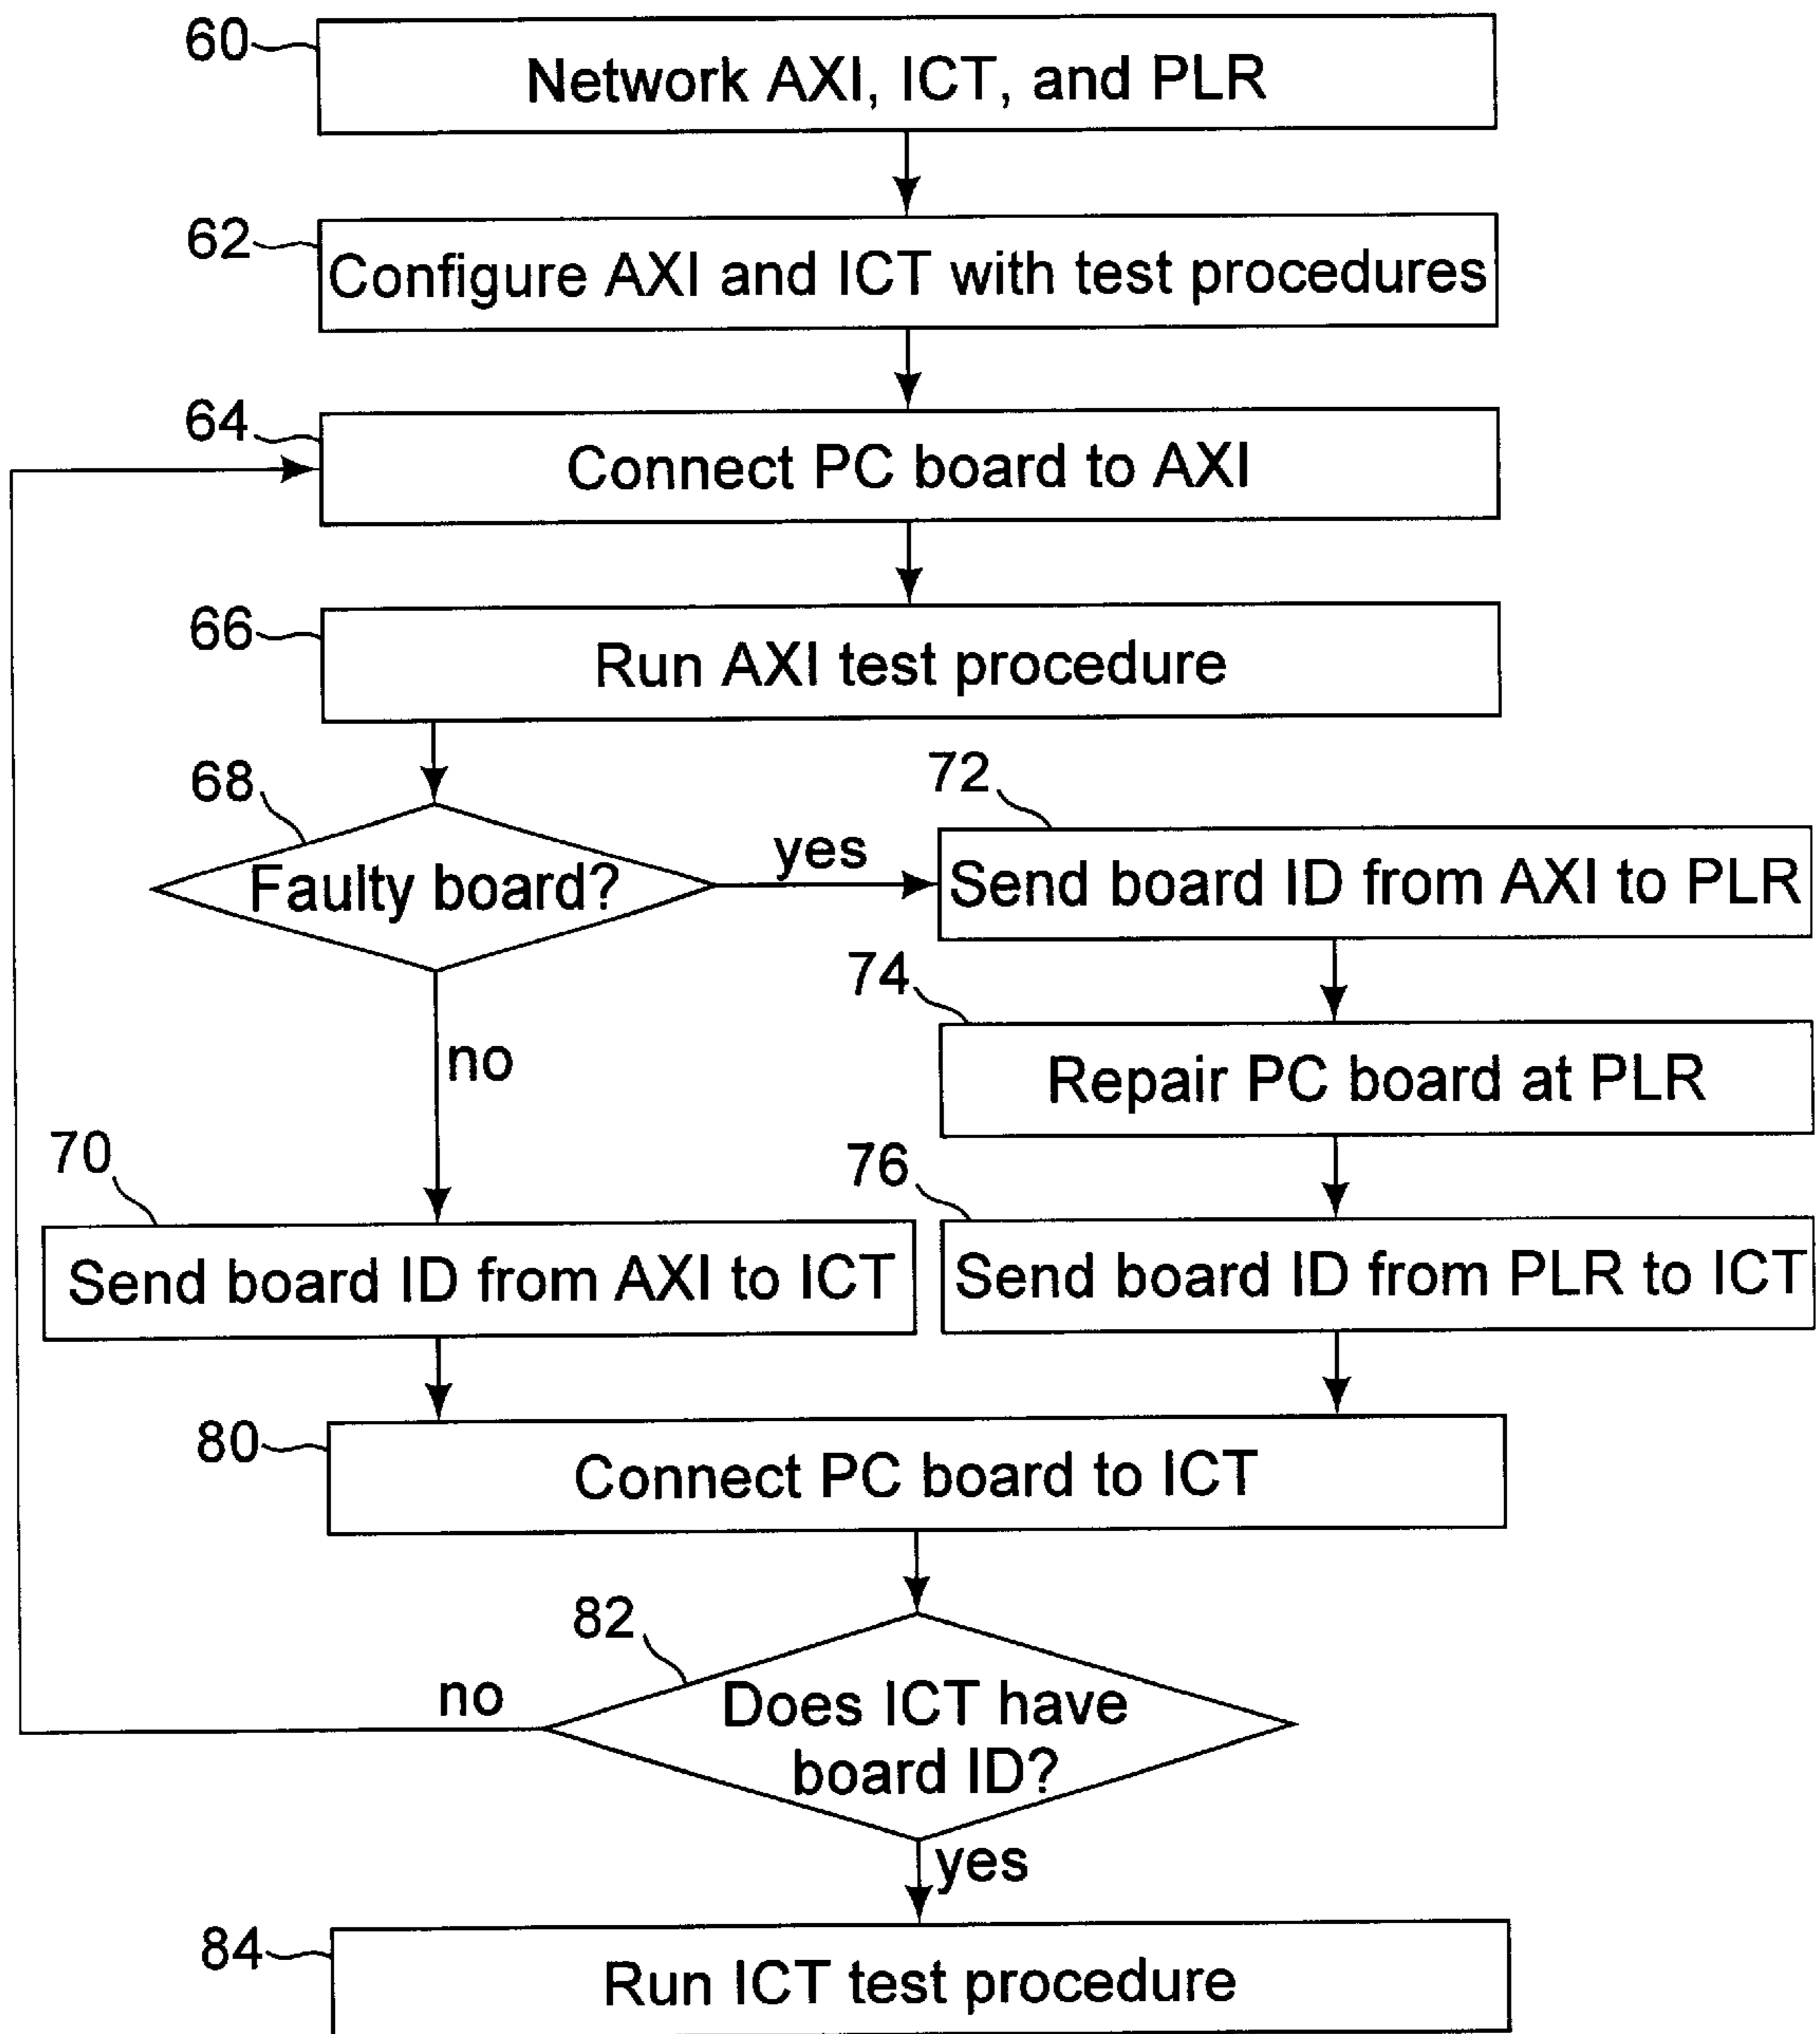 60
Network AXI, ICT, and PLR
62
Configure AXI and ICT with test procedures
64
Connect PC board to AXI
66
Run AXI test procedure
68
Faulty board?
yes
72
Send board ID from AXI to PLR
74
Repair PC board at PLR
no
70
Send board ID from AXI to ICT
76
Send board ID from PLR to ICT
80
Connect PC board to ICT
82
Does ICT have
board ID?
no
yes
84
Run ICT test procedure